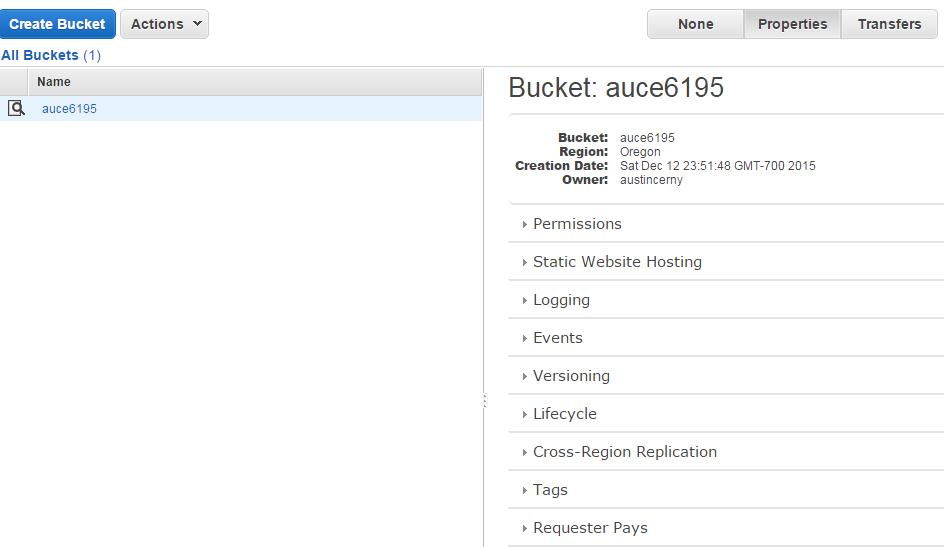 Create Bucket Actions None Properties Transfers
All Buckets (1)
Name
auce6195
Bucket: auce6195
Bucket: auce6195
Region: Oregon
Creation Date: Sat Dec 12 23:51:48 GMT-700 2015
Owner: austincerny
Permissions
Static Website Hosting
Logging
Events
Versioning
Lifecycle
Cross-Region Replication
Tags
Requester Pays